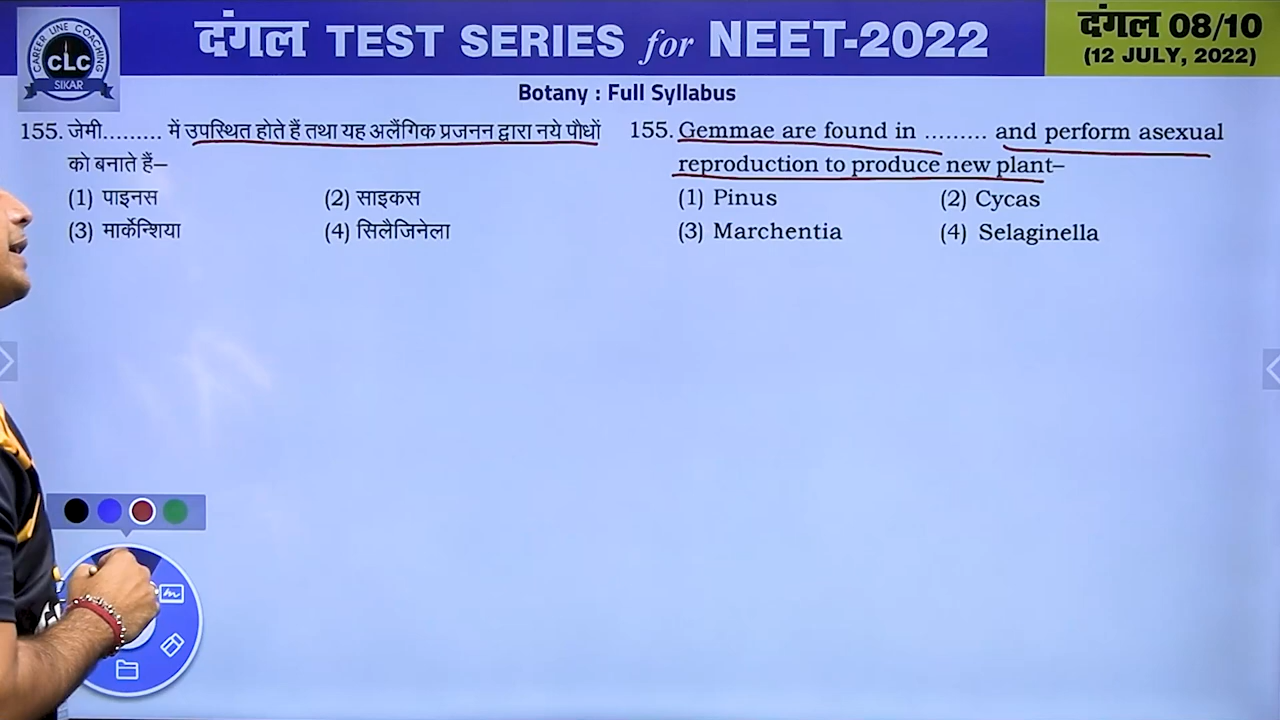 CAREER LINE COACHING
CLC
SIKAR
दंगल TEST SERIES for NEET-2022
दंगल 08/10
(12 JULY, 2022)
Botany : Full Syllabus
155. जेमी......... में उपस्थित होते हैं तथा यह अलैंगिक प्रजनन द्वारा नये पौधों
को बनाते हैं–
(1) पाइनस (2) साइकस
(3) मार्केन्शिया (4) सिलैजिनेला
155. Gemmae are found in ......... and perform asexual
reproduction to produce new plant–
(1) Pinus (2) Cycas
(3) Marchentia (4) Selaginella